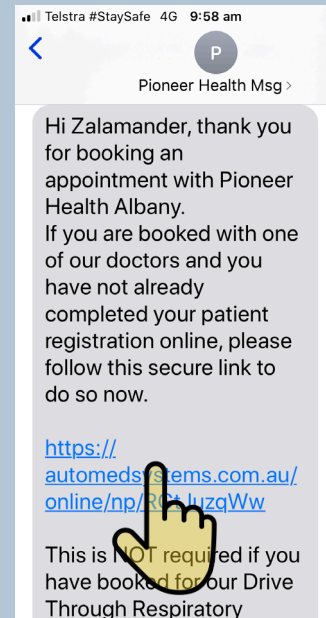 Telstra #StaySafe 4G 9:58 am
P
Pioneer Health Msg >
Hi Zalamander, thank you
for booking an
appointment with Pioneer
Health Albany.
If you are booked with one
of our doctors and you
have not already
completed your patient
registration online, please
follow this secure link to
do so now.
https://
automedsystems.com.au/
This is NOT required if you
have booked for our Drive
Through Respiratory